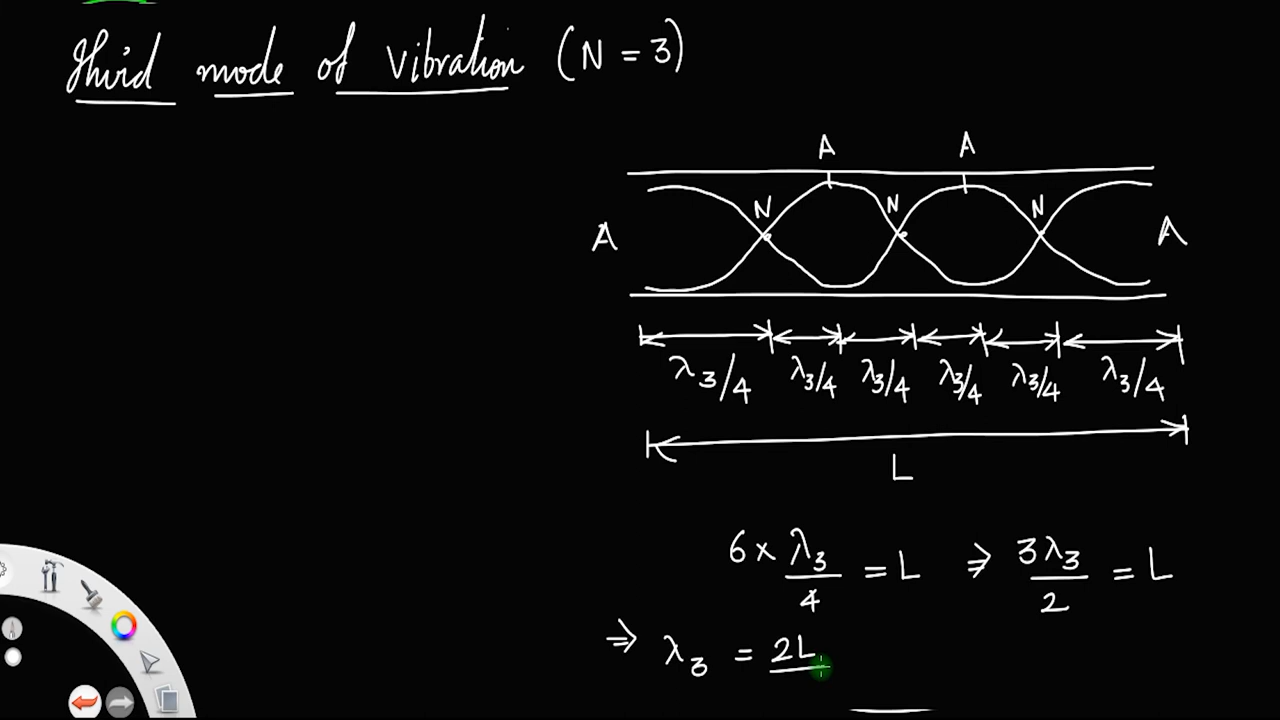 Third mode of vibration (N = 3)
A A
N N N
A A
λ3/4 λ3/4 λ3/4 λ3/4 λ3/4 λ3/4
L
6 × λ3/4 = L ⇒ 3λ3/2 = L
⇒ λ3 = 2L